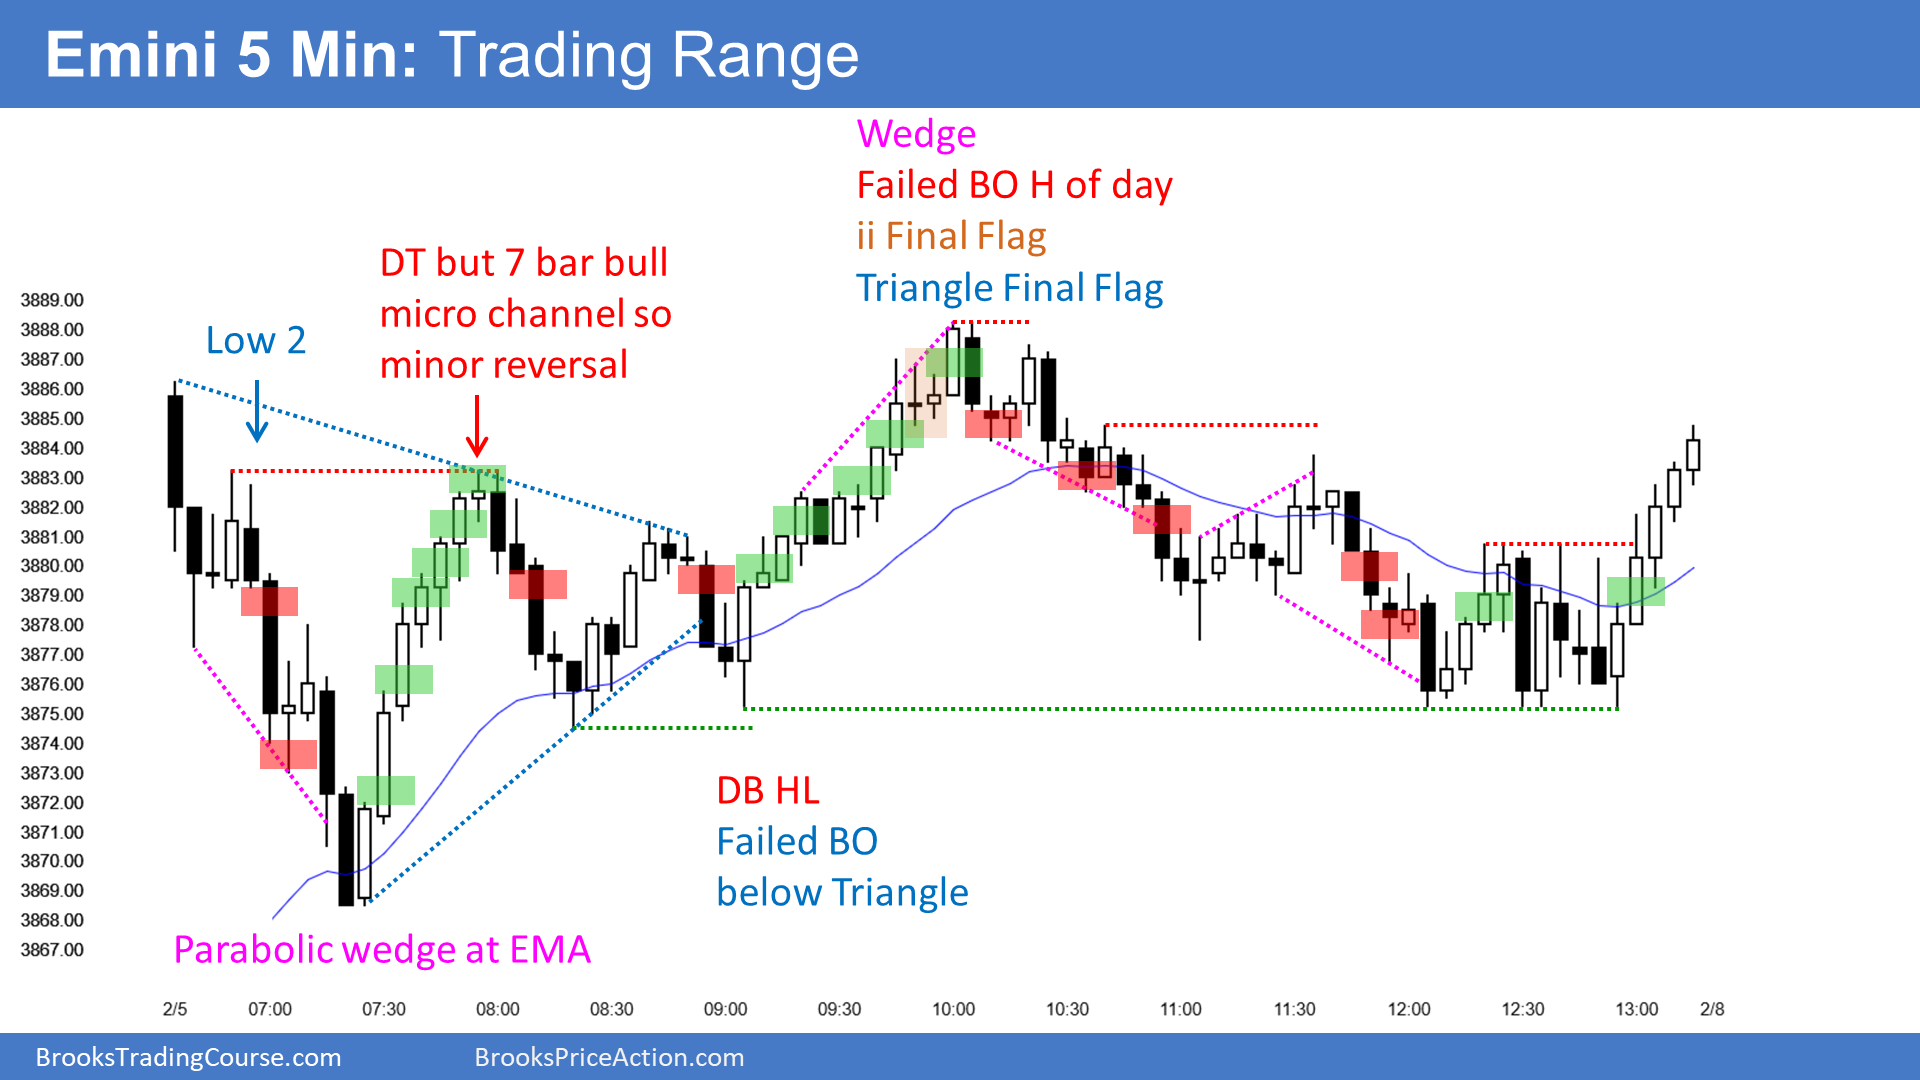 Emini 5 Min: Trading Range
Wedge
Failed BO H of day
ii Final Flag
Triangle Final Flag
DT but 7 bar bull
micro channel so
minor reversal
Low 2
3889.00
3888.00
3887.00
3886.00
3885.00
3884.00
3883.00
3882.00
3881.00
3880.00
3879.00
3878.00
3877.00
3876.00
3875.00
3874.00
3873.00
3872.00
3871.00
3870.00
3869.00
3868.00
3867.00
DB HL
Failed BO
below Triangle
Parabolic wedge at EMA
2/5 07:00 07:30 08:00 08:30 09:00 09:30 10:00 10:30 11:00 11:30 12:00 12:30 13:00 2/8
BrooksTradingCourse.com BrooksPriceAction.com